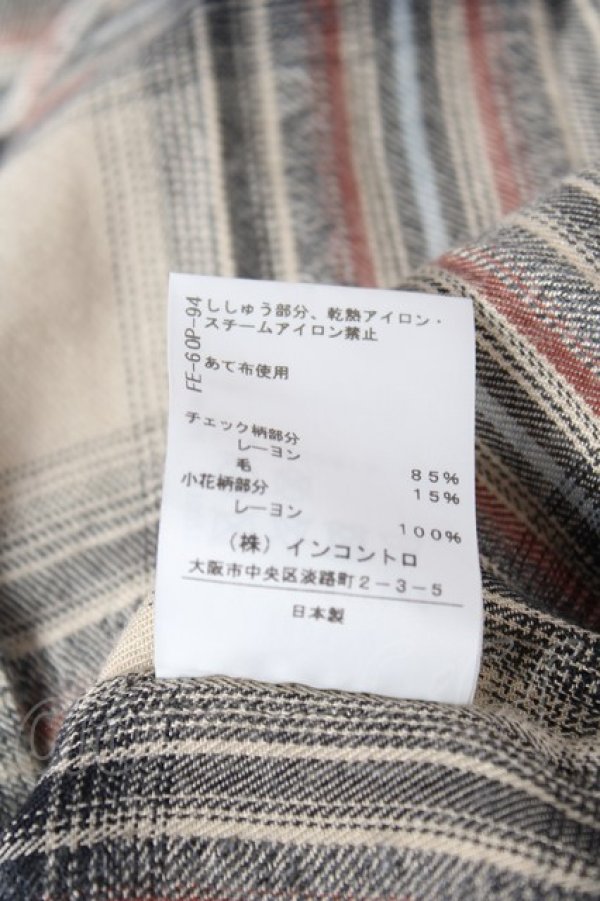 FE-60P-94
ししゅう部分、乾熱アイロン・
スチームアイロン禁止
あて布使用
チェック柄部分
レーヨン 85%
毛 15%
小花柄部分
レーヨン 100%
(株)インコントロ
大阪市中央区淡路町2-3-5
日本製